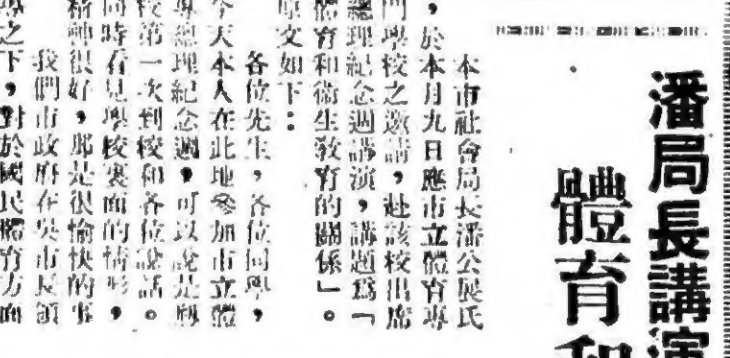 潘局長講演
體育和
本市社會局長潘公展氏
，於本月九日應市立體育專
門學校之邀請，赴該校出席
總理紀念週講演，講題爲「
體育和衞生敎育的關係」。
原文如下：
各位先生，各位同學，
今天本人在此地參加市立體
專總理紀念週，可以說是
校第一次到校和各位說話。
同時看見學校裏面的情形，
精神很好，那是很愉快的事
我們市政府在吳市長領
導之下，對於國民體育方面